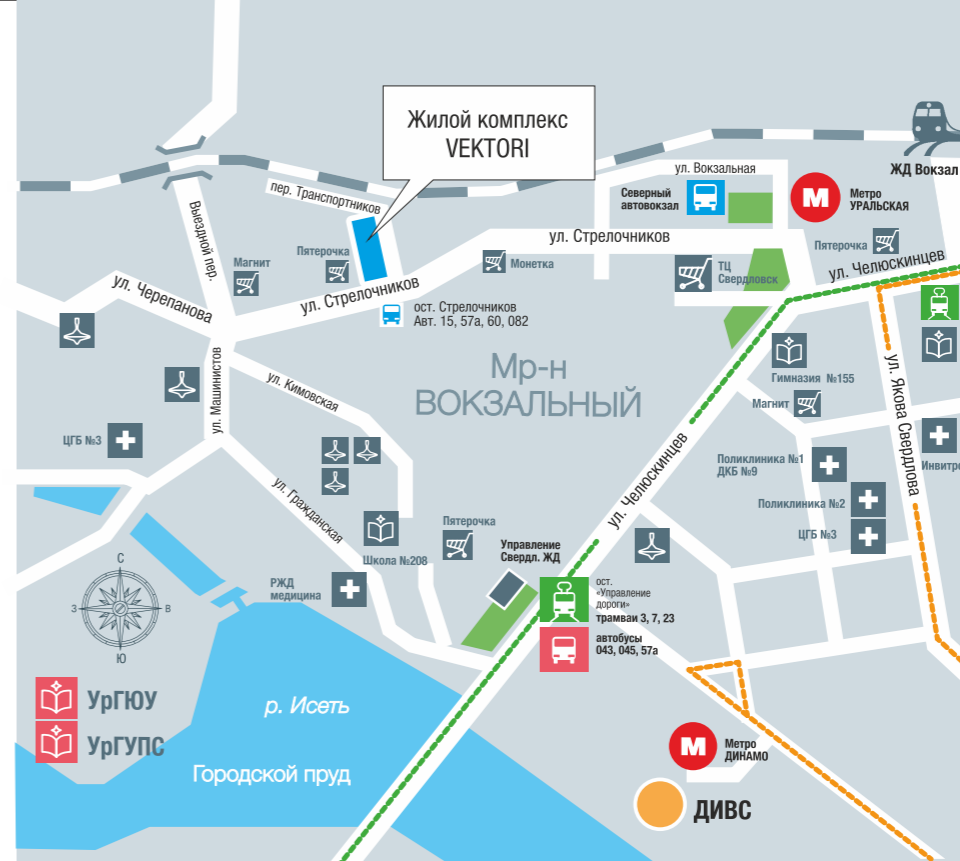 Жилой комплекс
VEKTORI
ЖД Вокзал
ул. Вокзальная
пер. Транспортников
Северный
автовокзал
М
Метро
УРАЛЬСКАЯ
Выездной пер.
ул. Стрелочников
Пятерочка
Пятерочка
Магнит
Монетка
ТЦ
Свердловск
ул. Челюскинцев
ул. Черепанова
ул. Стрелочников
ост. Стрелочников
Авт. 15, 57а, 60, 082
Мр-н
ВОКЗАЛЬНЫЙ
ул. Машинистов
ул. Кимовская
Гимназия №155
Магнит
ул. Якова Свердлова
ЦГБ №3
ул. Челюскинцев
Поликлиника №1
ДКБ №9
Инвитро
Поликлиника №2
ЦГБ №3
ул. Гражданская
Пятерочка
Школа №208
Управление
Свердл. ЖД
РЖД
медицина
ост.
«Управление
дороги»
трамваи 3, 7, 23
автобусы
043, 045, 57а
С
З
В
Ю
УрГЮУ
УрГУПС
р. Исеть
Городской пруд
М
Метро
ДИНАМО
ДИВС